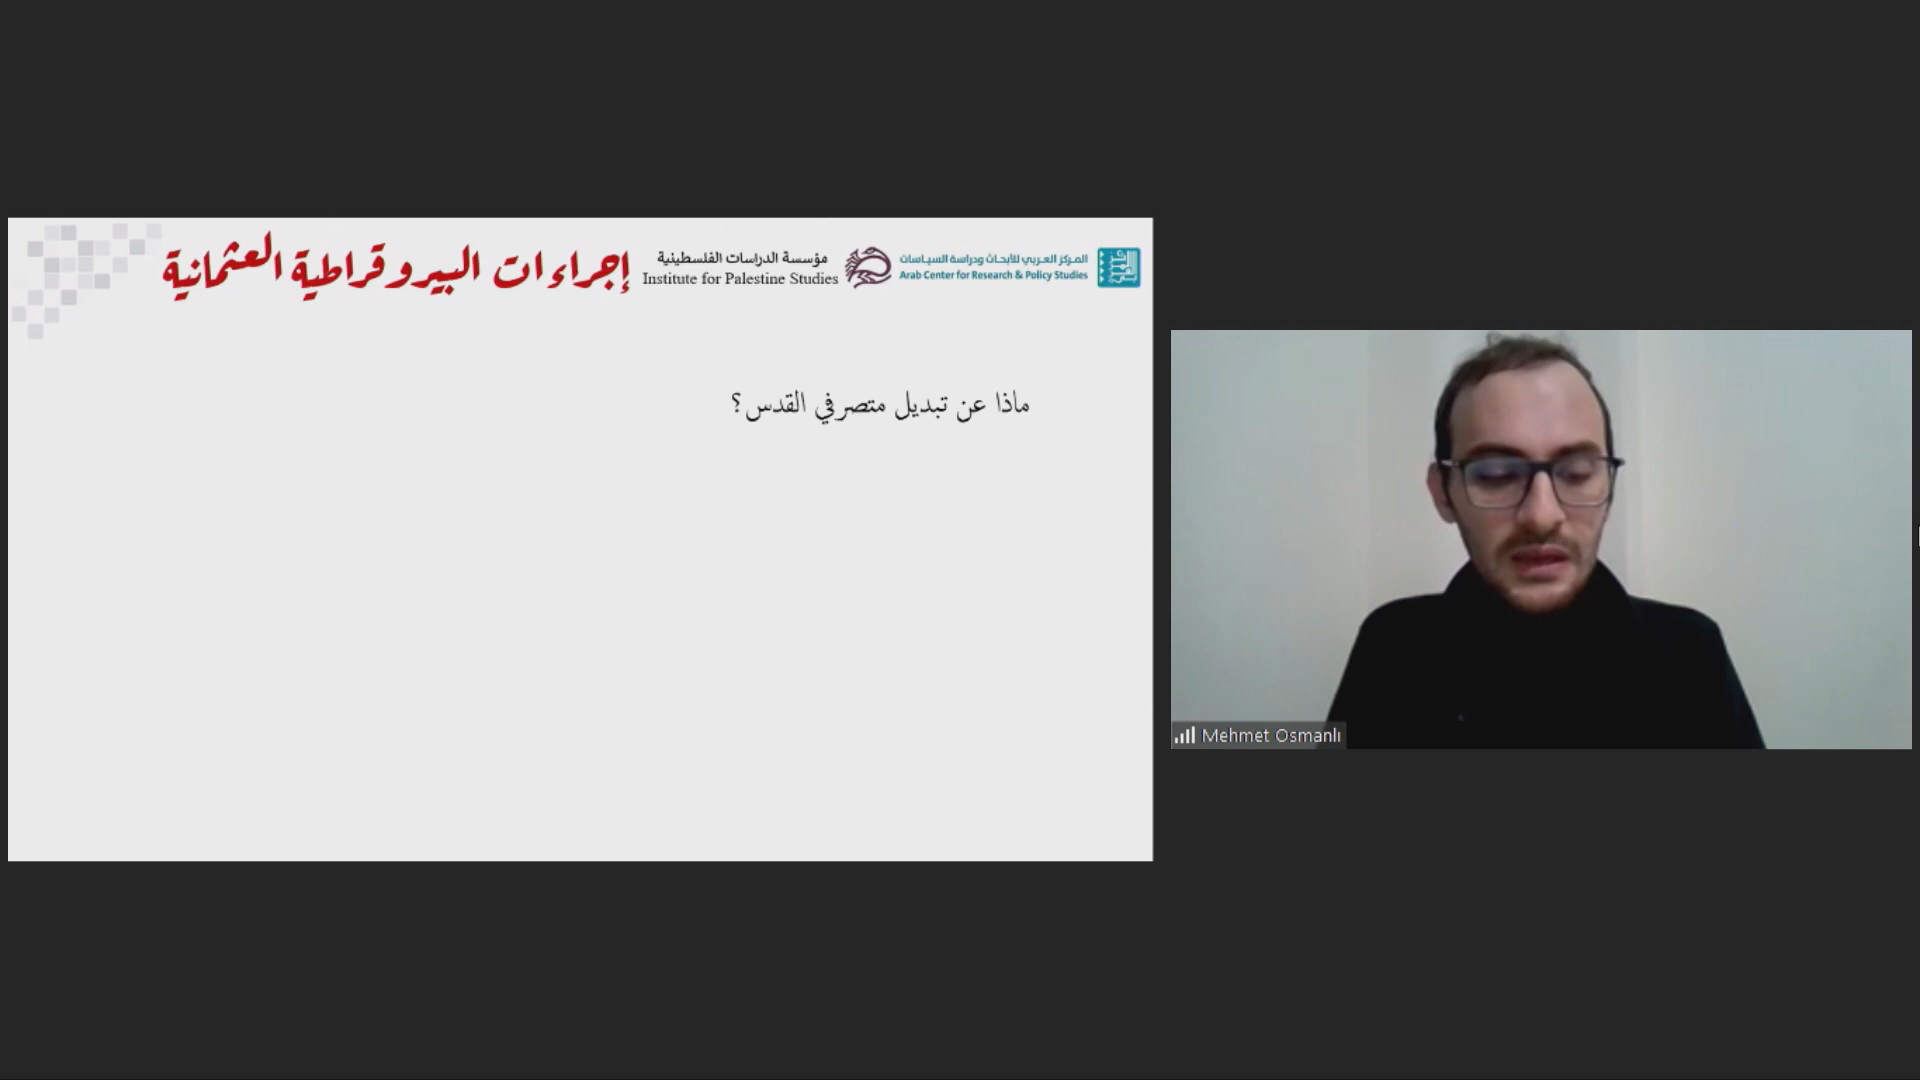 إجراءات البيروقراطية العثمانية
مؤسسة الدراسات الفلسطينية
Institute for Palestine Studies
المركز العربي للأبحاث ودراسة السياسات
Arab Center for Research & Policy Studies
ماذا عن تبديل متصرفي القدس؟
Mehmet Osmanlı